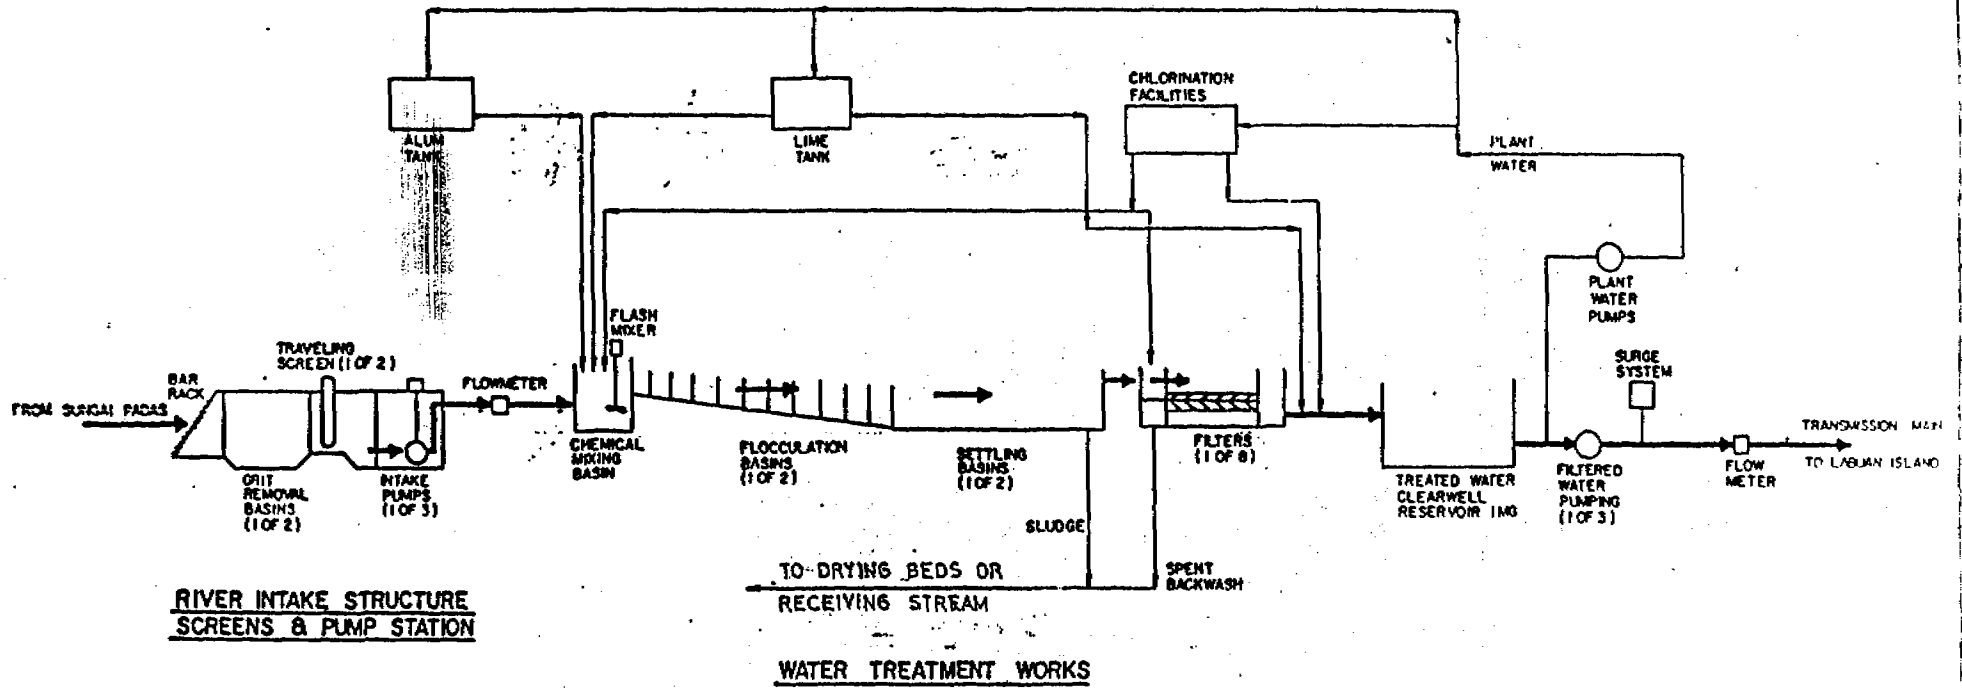 CHLORINATION
FACILITIES
ALUM
TANK
LIME
TANK
PLANT
WATER
PLANT
WATER
PUMPS
FLASH
MIXER
SURGE
SYSTEM
TRAVELING
SCREEN (1 OF 2)
BAR
RACK
FLOWMETER
FROM SUNGAI PADAS
TRANSMISSION MAIN
TO LABUAN ISLAND
GRIT
REMOVAL
BASINS
(1 OF 2)
INTAKE
PUMPS
(1 OF 3)
CHEMICAL
MIXING
BASIN
FLOCCULATION
BASINS
(1 OF 2)
SETTLING
BASINS
(1 OF 2)
FILTERS
(1 OF 8)
TREATED WATER
CLEARWELL
RESERVOIR 1MG
FILTERED
WATER
PUMPING
(1 OF 3)
FLOW
METER
SLUDGE
SPENT
BACKWASH
TO DRYING BEDS OR
RECEIVING STREAM
RIVER INTAKE STRUCTURE
SCREENS & PUMP STATION
WATER TREATMENT WORKS